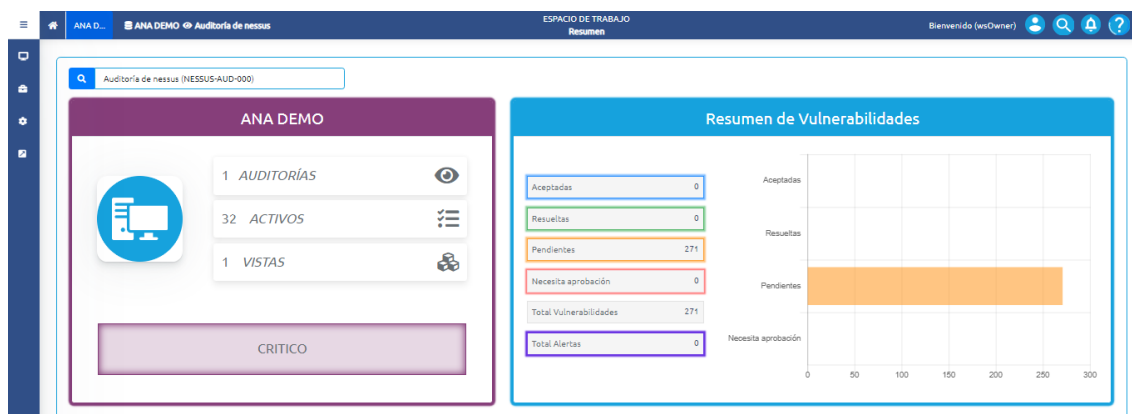 ANA D...
ANA DEMO Auditoría de nessus
ESPACIO DE TRABAJO
Resumen
Bienvenido (wsOwner)
Auditoría de nessus (NESSUS-AUD-000)
ANA DEMO
1 AUDITORÍAS
32 ACTIVOS
1 VISTAS
CRITICO
Resumen de Vulnerabilidades
Aceptadas 0
Resueltas 0
Pendientes 271
Necesita aprobación 0
Total Vulnerabilidades 271
Total Alertas 0
Aceptadas
Resueltas
Pendientes
Necesita aprobación
0 50 100 150 200 250 300